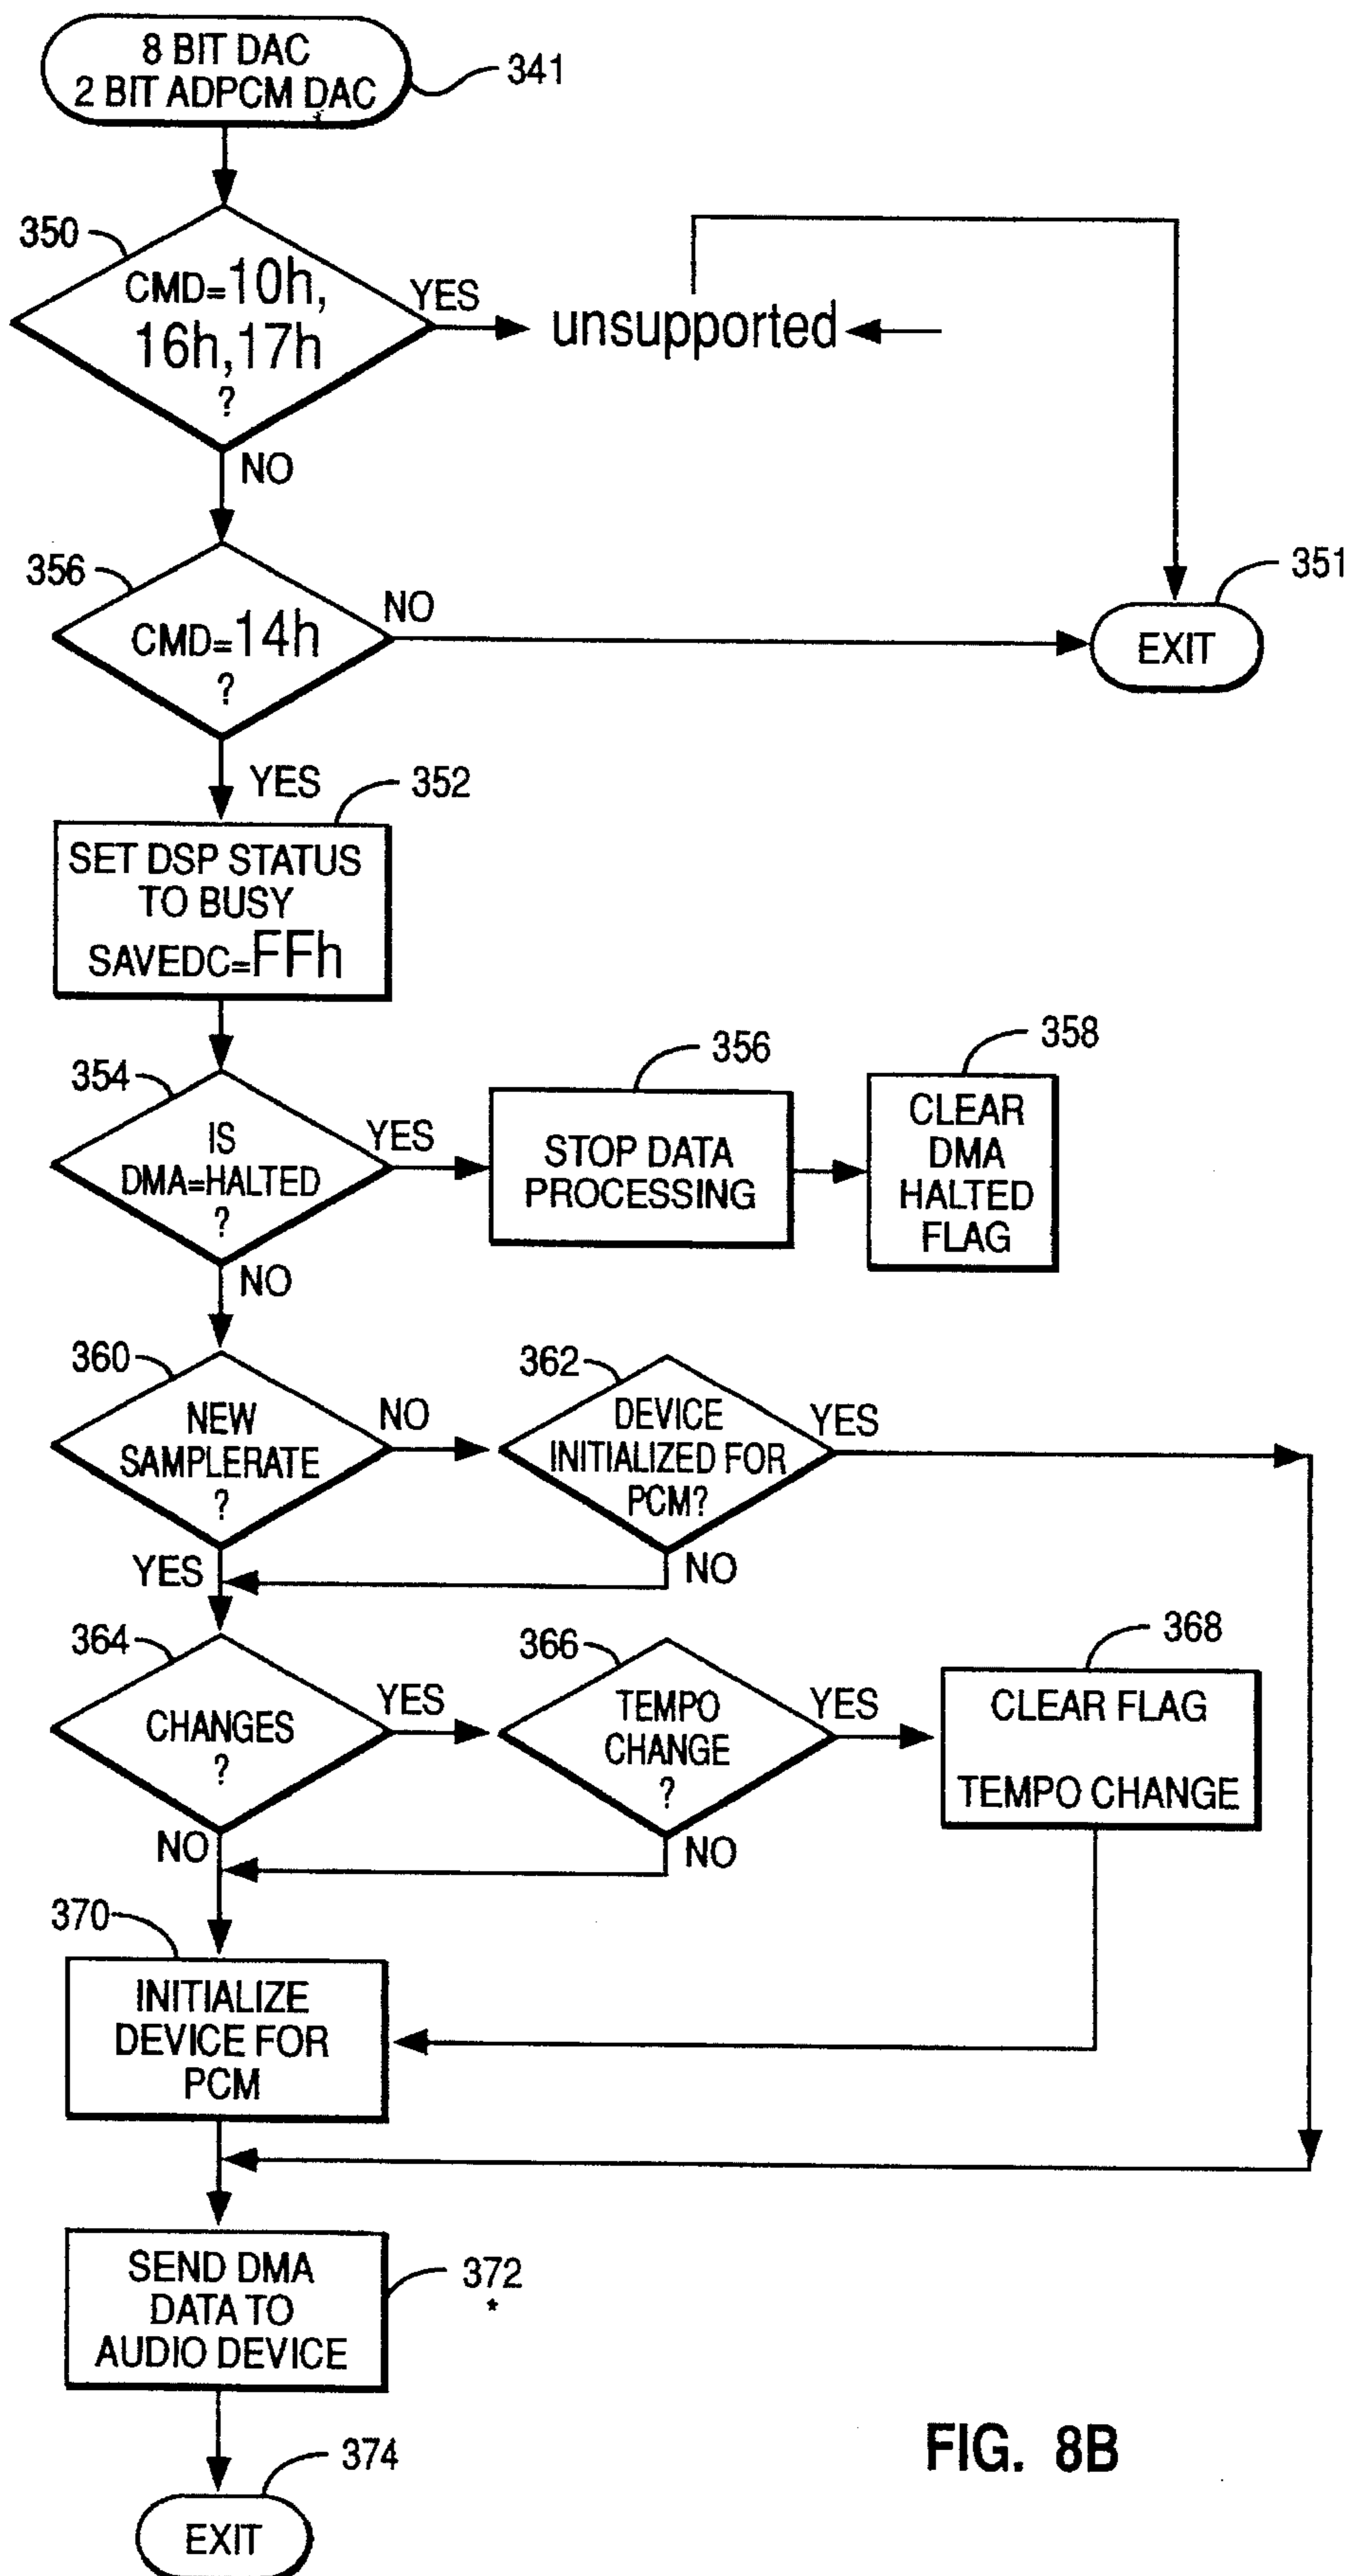 8 BIT DAC
2 BIT ADPCM DAC
341
350
CMD=10h,
16h,17h
?
YES
unsupported
NO
356
CMD=14h
?
NO
351
EXIT
YES
352
SET DSP STATUS
TO BUSY
SAVEDC=FFh
354
IS
DMA=HALTED
?
YES
356
STOP DATA
PROCESSING
358
CLEAR
DMA
HALTED
FLAG
NO
360
NEW
SAMPLERATE
?
NO
362
DEVICE
INITIALIZED FOR
PCM?
YES
YES
NO
364
CHANGES
?
YES
366
TEMPO
CHANGE
?
YES
368
CLEAR FLAG
TEMPO CHANGE
NO
NO
370
INITIALIZE
DEVICE FOR
PCM
SEND DMA
DATA TO
AUDIO DEVICE
372
*
374
EXIT
FIG. 8B